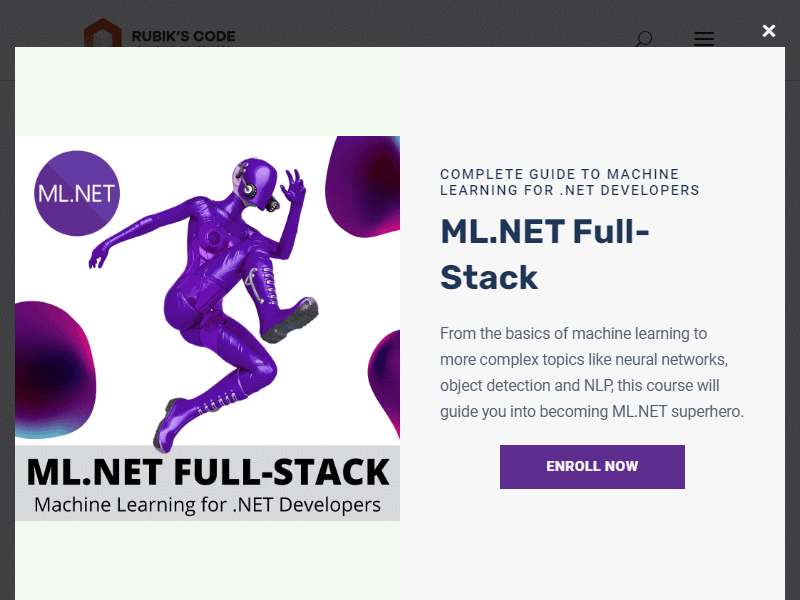 RUBIK'S CODE
ML.NET
ML.NET FULL-STACK
Machine Learning for .NET Developers
COMPLETE GUIDE TO MACHINE
LEARNING FOR .NET DEVELOPERS
ML.NET Full-
Stack
From the basics of machine learning to
more complex topics like neural networks,
object detection and NLP, this course will
guide you into becoming ML.NET superhero.
ENROLL NOW